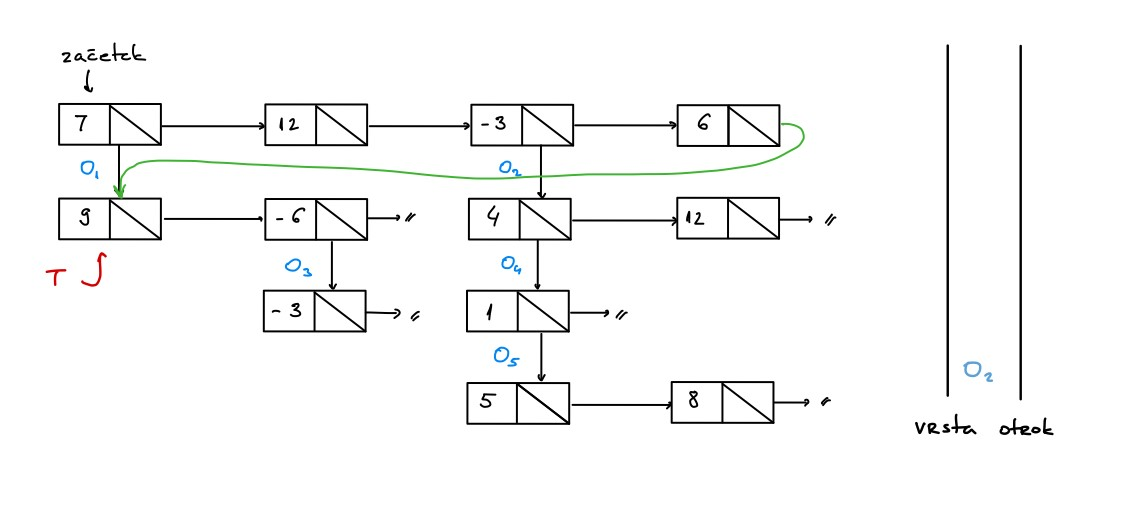 začetek
7 12 -3 6
O1 O2
9 -6 4 12
T O3 O4
-3 1
O5 O2
5 8
vrsta otrok